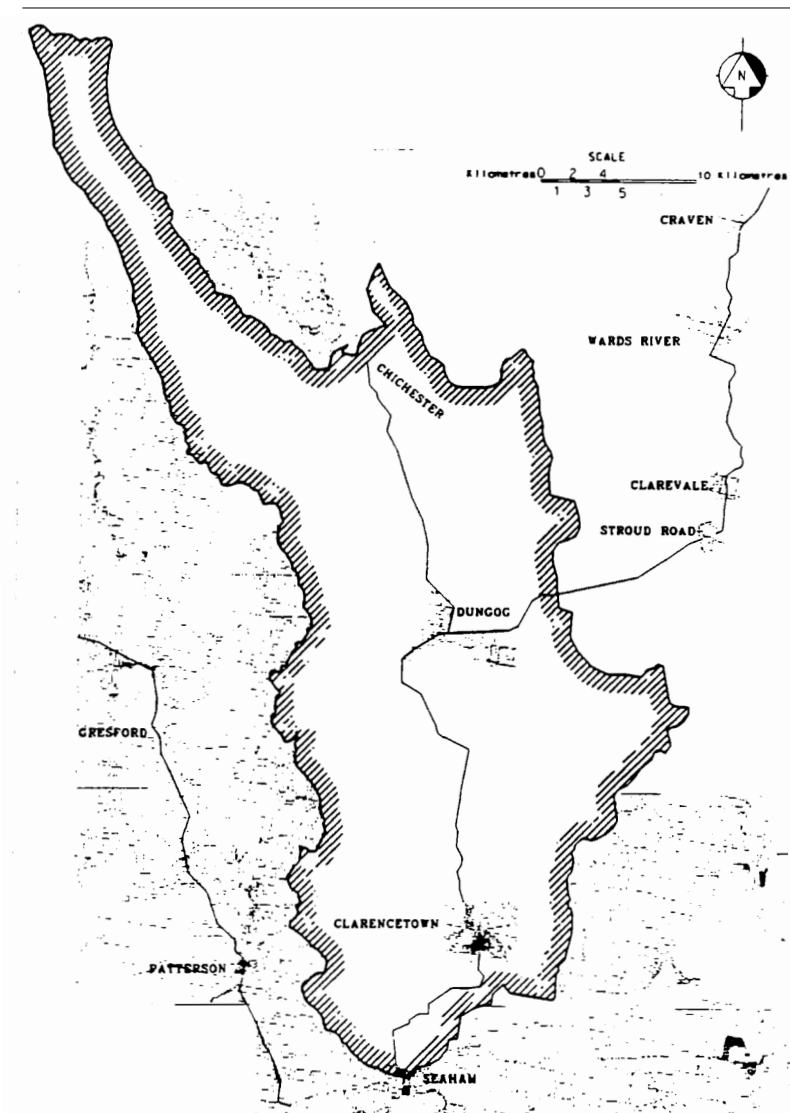 N
SCALE
Kilometres 0 2 4 10 Kilometres
1 3 5
CRAVEN
WARDS RIVER
CHICHESTER
CLAREVALE
STROUD ROAD
DUNGOG
GRESFORD
CLARENCETOWN
PATTERSON
SEAHAM